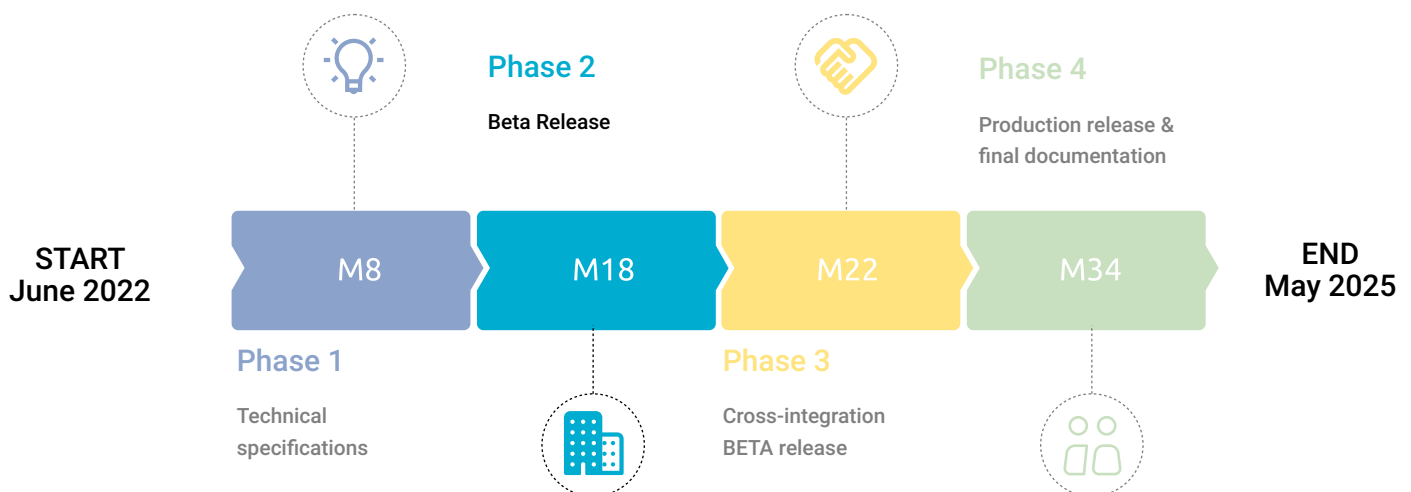 START
June 2022
M8
Phase 1
Technical
specifications
Phase 2
Beta Release
M18
M22
Phase 3
Cross-integration
BETA release
Phase 4
Production release &
final documentation
M34
END
May 2025